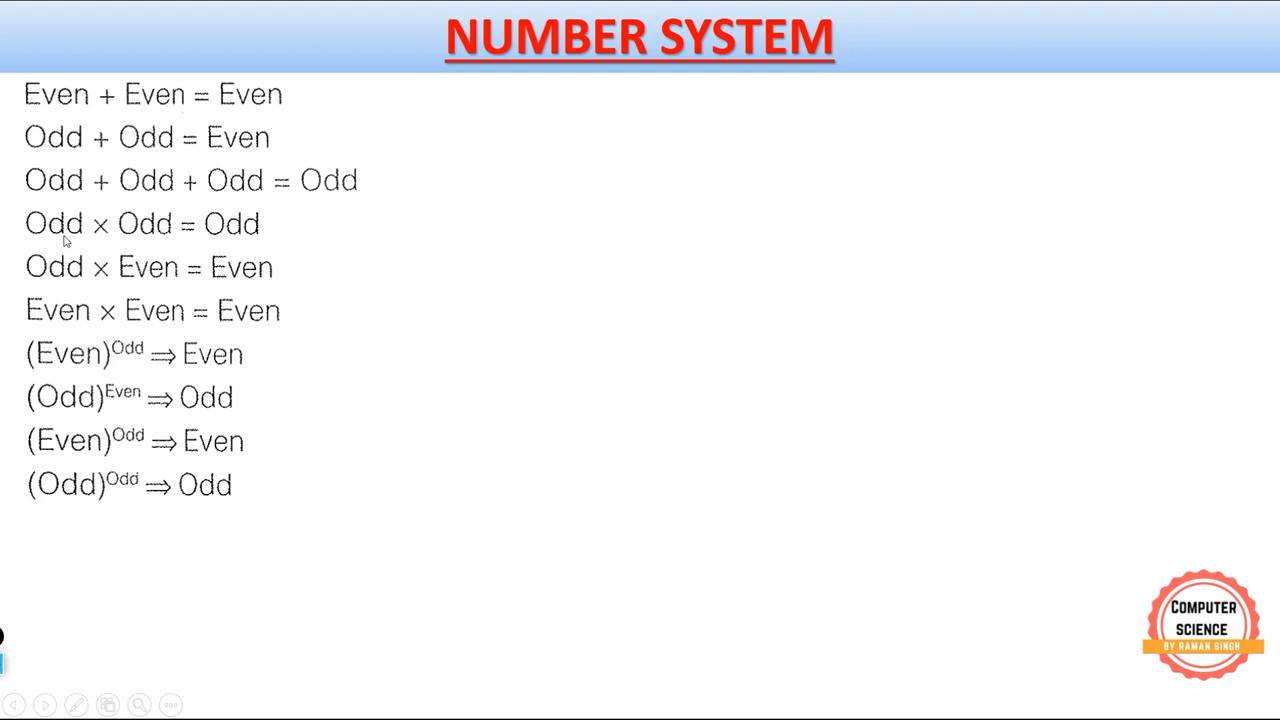 NUMBER SYSTEM
Even + Even = Even
Odd + Odd = Even
Odd + Odd + Odd = Odd
Odd × Odd = Odd
Odd × Even = Even
Even × Even = Even
(Even)^Odd ⇒ Even
(Odd)^Even ⇒ Odd
(Even)^Odd ⇒ Even
(Odd)^Odd ⇒ Odd
COMPUTER
SCIENCE
BY RAMAN SINGH